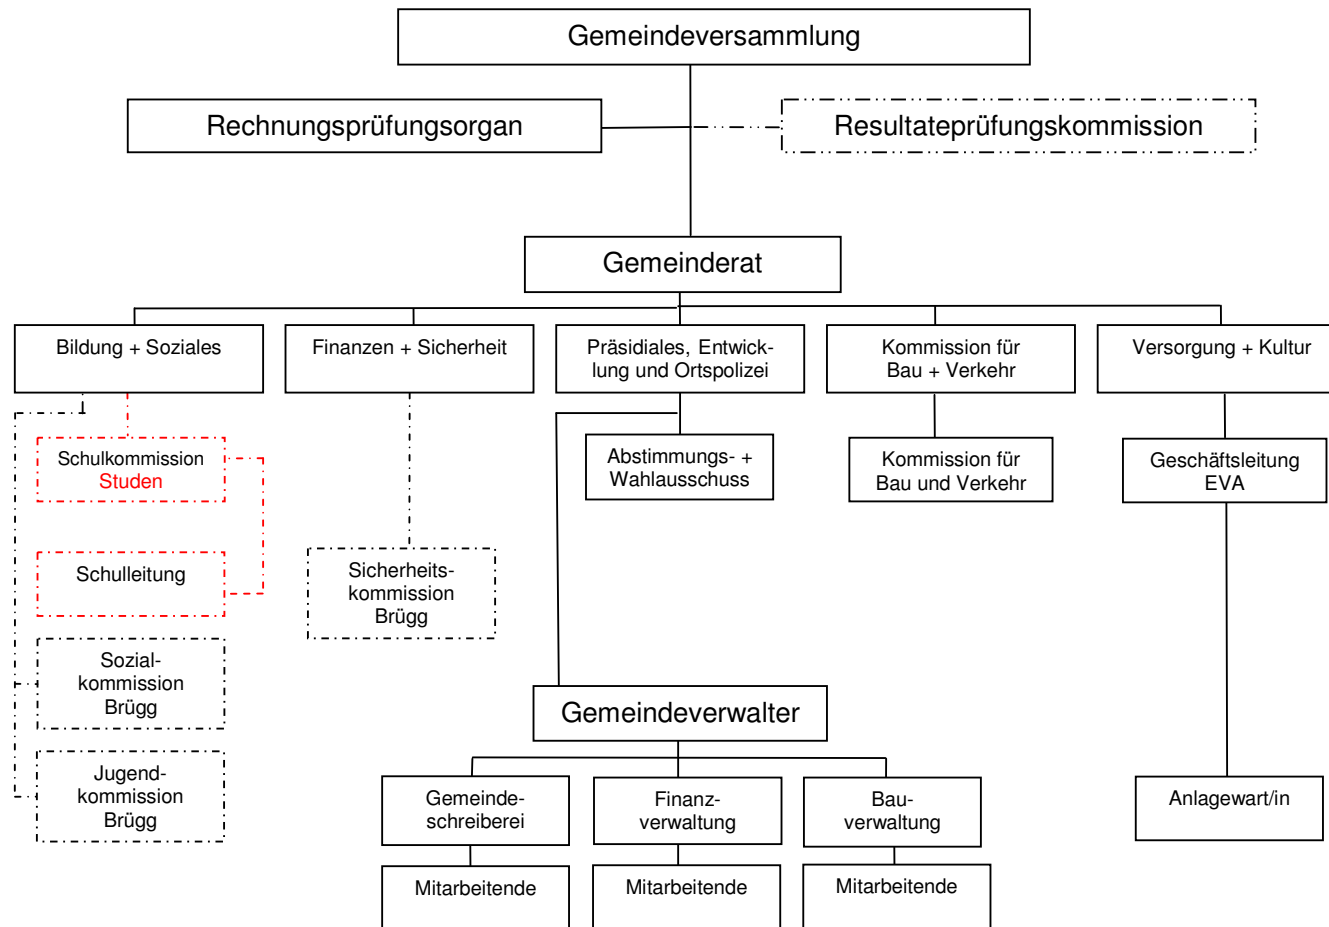 Gemeindeversammlung
Rechnungsprüfungsorgan
Resultateprüfungskommission
Gemeinderat
Bildung + Soziales
Finanzen + Sicherheit
Präsidiales, Entwick-
lung und Ortspolizei
Kommission für
Bau + Verkehr
Versorgung + Kultur
Schulkommission
Studen
Abstimmungs- +
Wahlausschuss
Kommission für
Bau und Verkehr
Geschäftsleitung
EVA
Schulleitung
Sicherheits-
kommission
Brügg
Sozial-
kommission
Brügg
Gemeindeverwalter
Jugend-
kommission
Brügg
Gemeinde-
schreiberei
Finanz-
verwaltung
Bau-
verwaltung
Anlagewart/in
Mitarbeitende
Mitarbeitende
Mitarbeitende